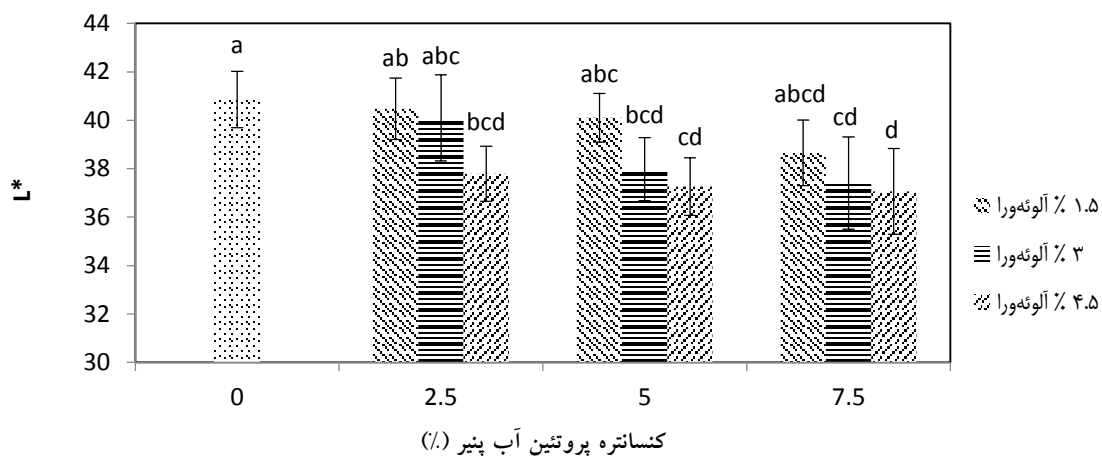 44
42
40
38
36
34
32
30
L*
a
ab
abc
bcd
abc
bcd
cd
abcd
cd
d
0 2.5 5 7.5
کنسانتره پروتئین آب پنیر (٪)
۱.۵ ٪ آلوئه‌ورا
۳ ٪ آلوئه‌ورا
۴.۵ ٪ آلوئه‌ورا